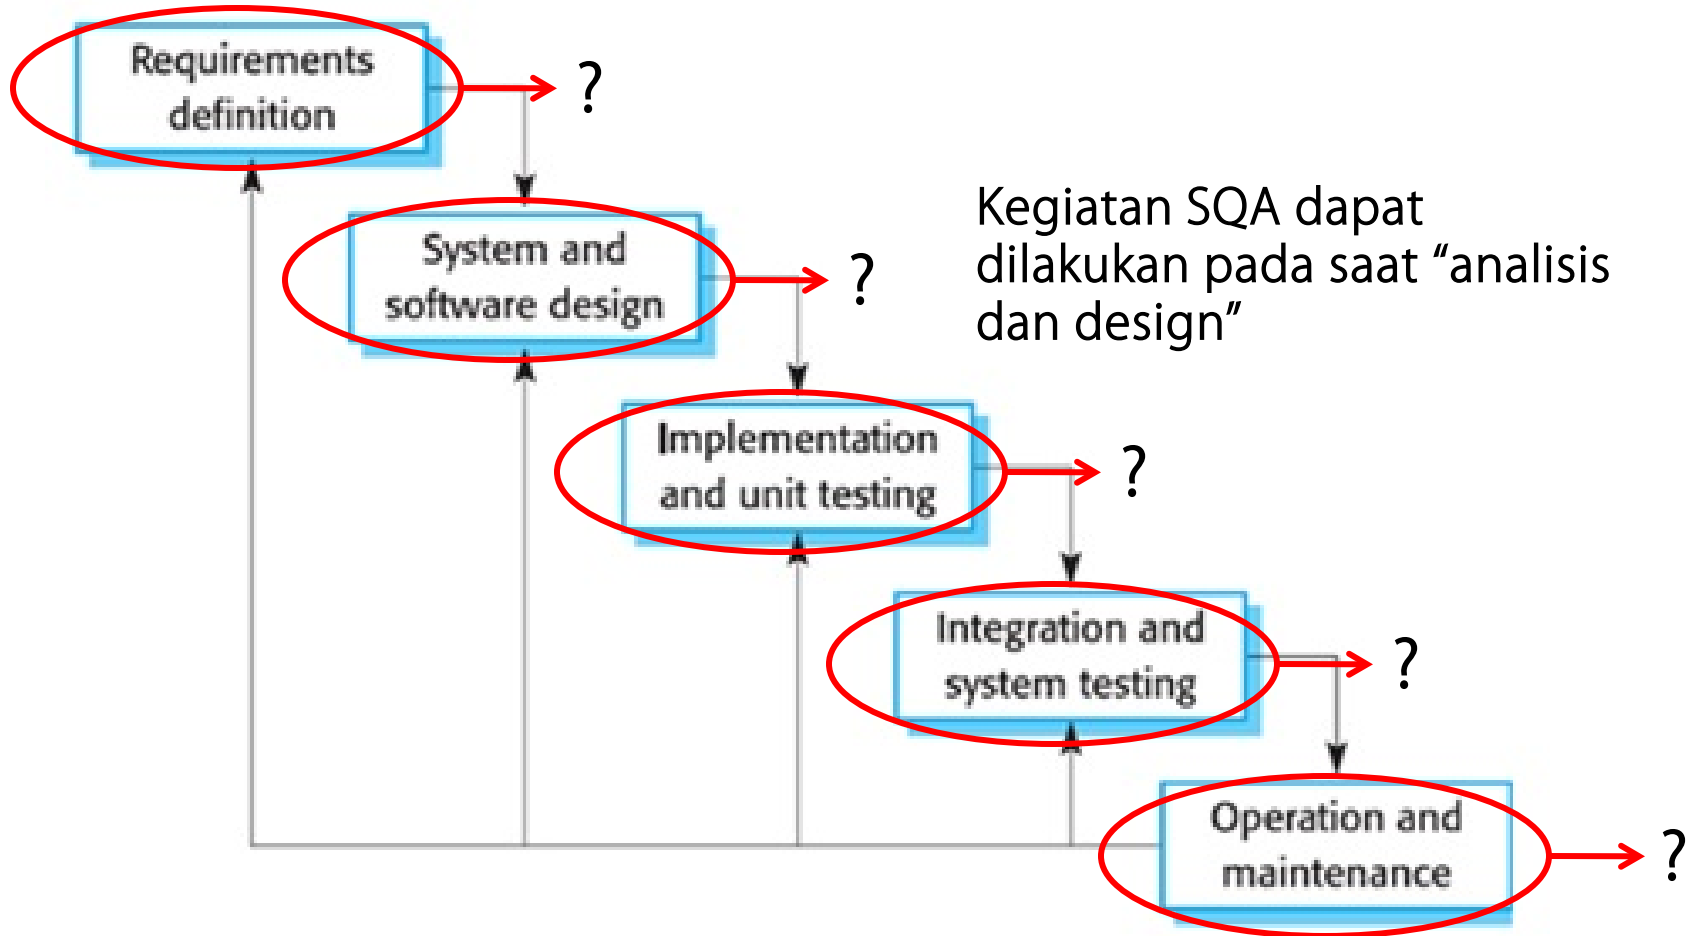 Requirements
definition
?
System and
software design
?
Kegiatan SQA dapat
dilakukan pada saat “analisis
dan design”
Implementation
and unit testing
?
Integration and
system testing
?
Operation and
maintenance
?